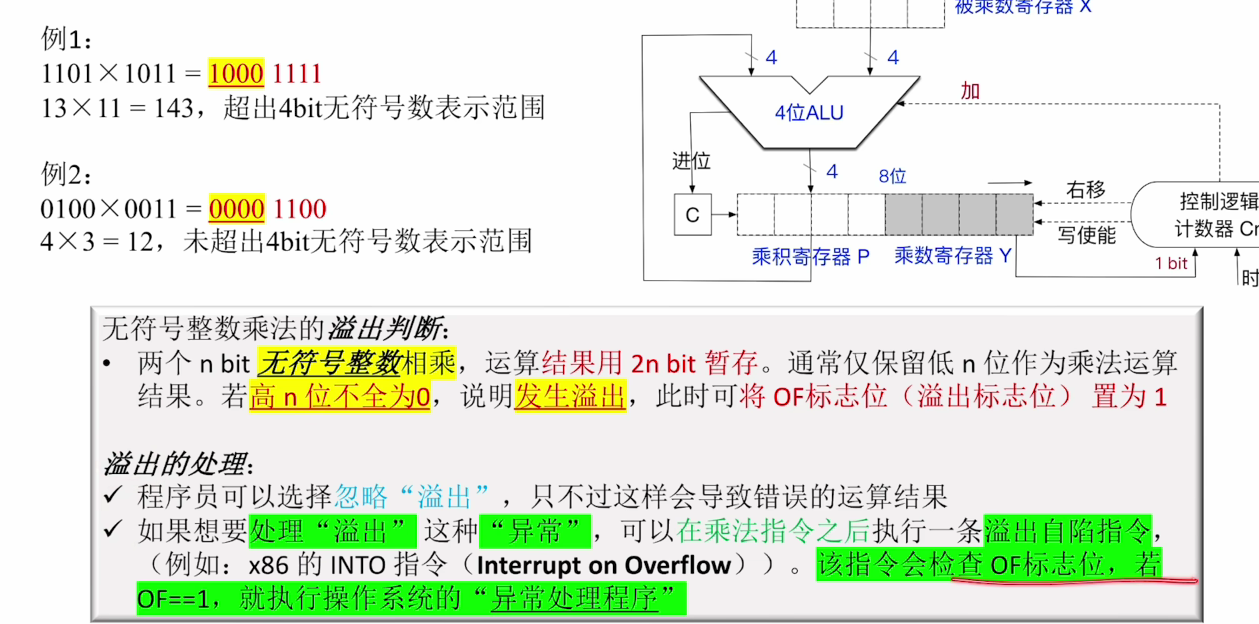 例1：
1101×1011 = 1000 1111
13×11 = 143，超出4bit无符号数表示范围
例2：
0100×0011 = 0000 1100
4×3 = 12，未超出4bit无符号数表示范围
被乘数寄存器 X
4
4
加
4位ALU
进位
4
8位
C
右移
写使能
控制逻辑
计数器 Cn
乘积寄存器 P
乘数寄存器 Y
1 bit
时
无符号整数乘法的溢出判断：
• 两个 n bit 无符号整数相乘，运算结果用 2n bit 暂存。通常仅保留低 n 位作为乘法运算
结果。若高 n 位不全为0，说明发生溢出，此时可将 OF标志位（溢出标志位） 置为 1
溢出的处理：
✓ 程序员可以选择忽略“溢出”，只不过这样会导致错误的运算结果
✓ 如果想要处理“溢出” 这种“异常”，可以在乘法指令之后执行一条溢出自陷指令，
（例如：x86 的 INTO 指令（Interrupt on Overflow））。该指令会检查 OF标志位，若
OF==1，就执行操作系统的“异常处理程序”